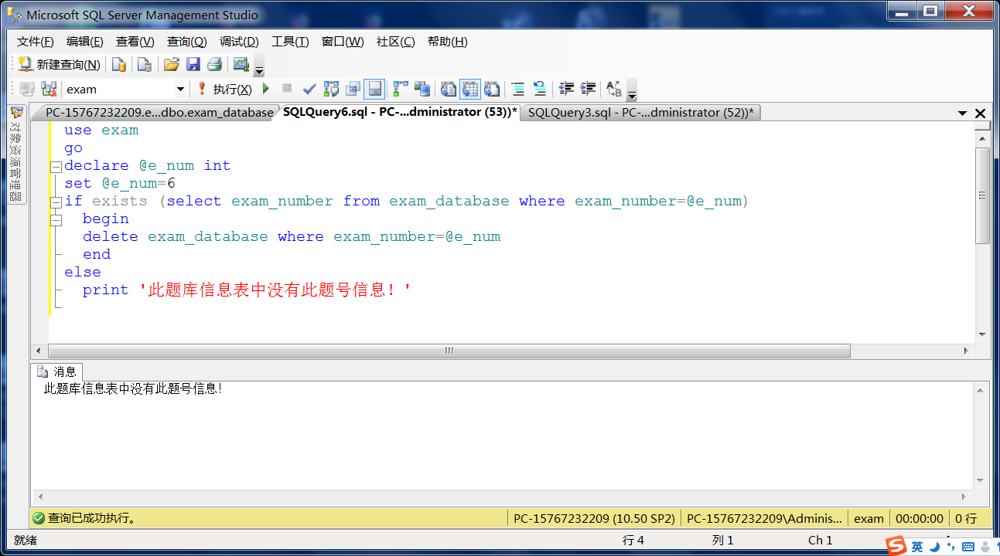 Microsoft SQL Server Management Studio
文件(F) 编辑(E) 查看(V) 查询(Q) 调试(D) 工具(T) 窗口(W) 社区(C) 帮助(H)
新建查询(N)
exam 执行(X)
PC-15767232209.e...dbo.exam_database SQLQuery6.sql - PC-...dministrator (53))* SQLQuery3.sql - PC-...dministrator (52))*
对象资源管理器
use exam
go
declare @e_num int
set @e_num=6
if exists (select exam_number from exam_database where exam_number=@e_num)
begin
delete exam_database where exam_number=@e_num
end
else
print '此题库信息表中没有此题号信息！'
消息
此题库信息表中没有此题号信息！
查询已成功执行。 PC-15767232209 (10.50 SP2) PC-15767232209\Adminis... exam 00:00:00 0 行
就绪 行 4 列 1 Ch 1
英